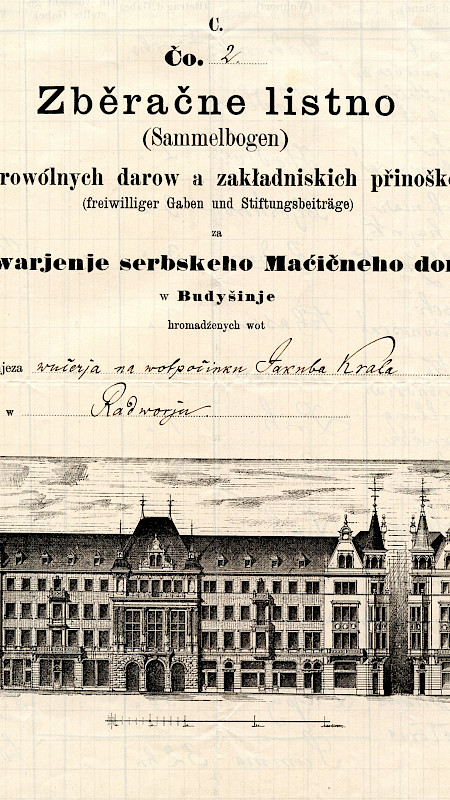 C.
Čo. 2.
Zběračne listno
(Sammelbogen)
rowólnych darow a zakładniskich přinošk
(freiwilliger Gaben und Stiftungsbeiträge)
za
warjenje serbskeho Maćičneho do
w Budyšinje
hromadźenych wot
jeza wučerja na wotpočinku Jakuba Krala
w Radworju.